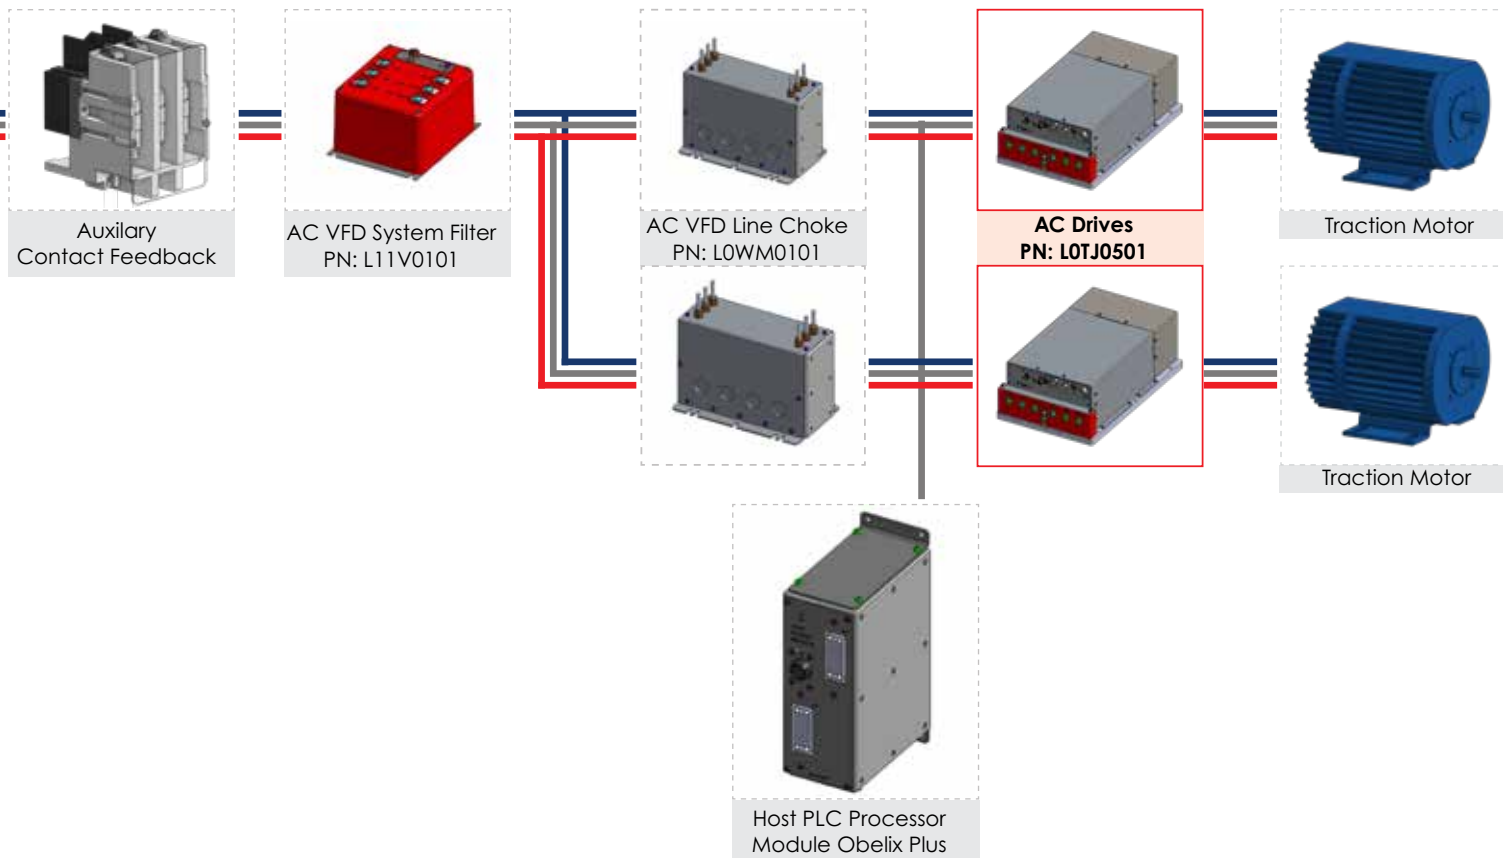 Auxilary
Contact Feedback
AC VFD System Filter
PN: L11V0101
AC VFD Line Choke
PN: L0WM0101
AC Drives
PN: L0TJ0501
Traction Motor
Traction Motor
Host PLC Processor
Module Obelix Plus